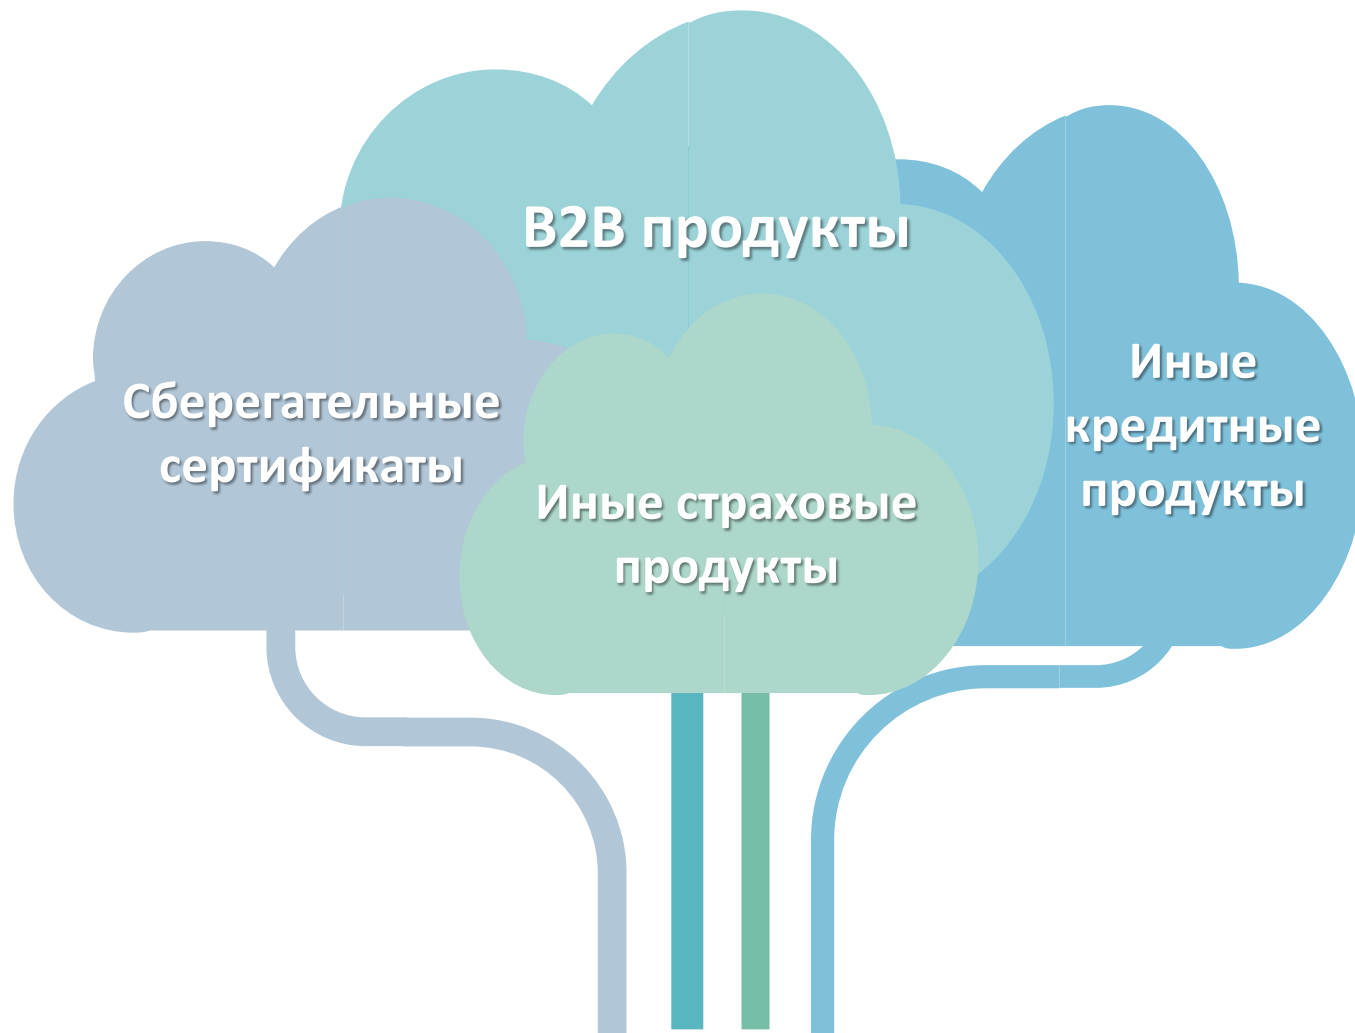 B2B продукты
Сберегательные
сертификаты
Иные страховые
продукты
Иные
кредитные
продукты